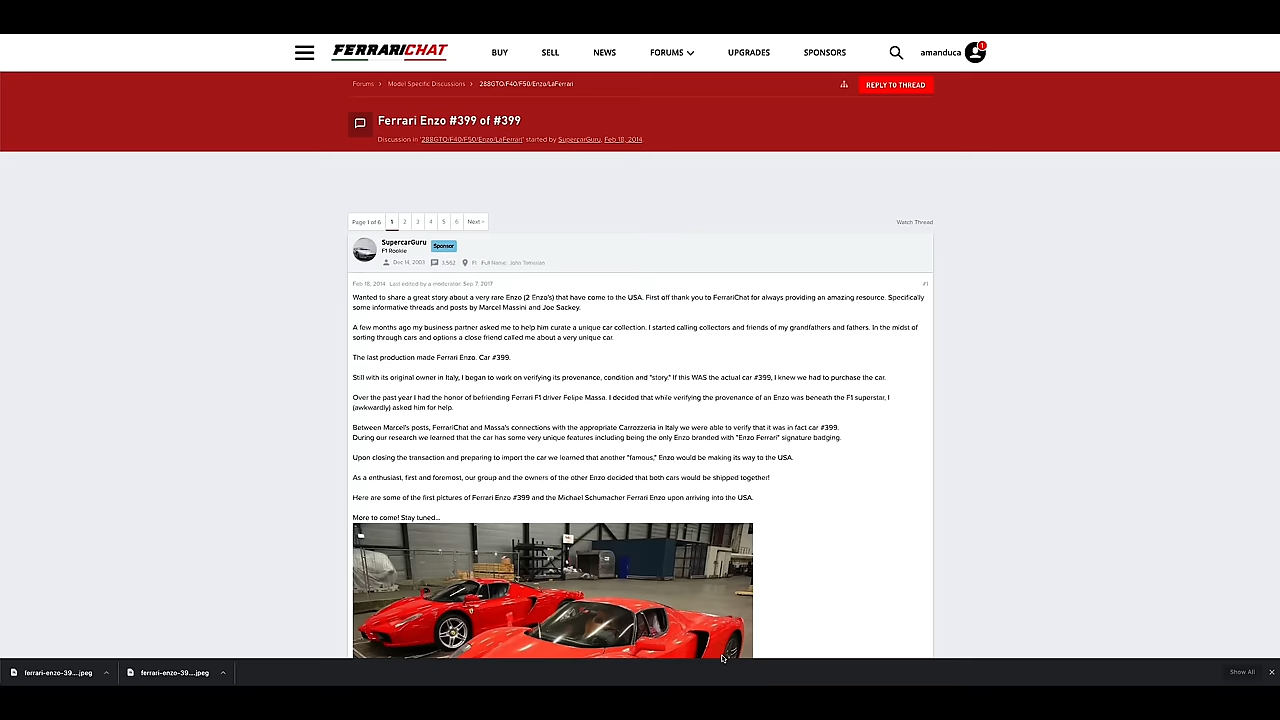 FERRARICHAT
BUY
SELL
NEWS
FORUMS
UPGRADES
SPONSORS
amanduca
1
Forums
Model Specific Discussions
288GTO/F40/F50/Enzo/LaFerrari
REPLY TO THREAD
Ferrari Enzo #399 of #399
Discussion in '288GTO/F40/F50/Enzo/LaFerrari' started by SupercarGuru, Feb 18, 2014
Page 1 of 6
1
2
3
4
5
6
Next >
Watch Thread
SupercarGuru
Sponsor
F1 Rookie
Dec 14, 2003
3,562
Fl
Full Name: John Temerian
Feb 18, 2014
Last edited by a moderator: Sep 7, 2017
#1
Wanted to share a great story about a very rare Enzo (2 Enzo's) that have come to the USA. First off thank you to FerrariChat for always providing an amazing resource. Specifically
some informative threads and posts by Marcel Massini and Joe Sackey.
A few months ago my business partner asked me to help him curate a unique car collection. I started calling collectors and friends of my grandfathers and fathers. In the midst of
sorting through cars and options a close friend called me about a very unique car.
The last production made Ferrari Enzo. Car #399.
Still with its original owner in Italy, I began to work on verifying its provenance, condition and "story." If this WAS the actual car #399, I knew we had to purchase the car.
Over the past year I had the honor of befriending Ferrari F1 driver Felipe Massa. I decided that while verifying the provenance of an Enzo was beneath the F1 superstar, I
(awkwardly) asked him for help.
Between Marcel's posts, FerrariChat and Massa's connections with the appropriate Carrozzeria in Italy we were able to verify that it was in fact car #399.
During our research we learned that the car has some very unique features including being the only Enzo branded with "Enzo Ferrari" signature badging.
Upon closing the transaction and preparing to import the car we learned that another "famous," Enzo would be making its way to the USA.
As a enthusiast, first and foremost, our group and the owners of the other Enzo decided that both cars would be shipped together!
Here are some of the first pictures of Ferrari Enzo #399 and the Michael Schumacher Ferrari Enzo upon arriving into the USA.
More to come! Stay tuned...
ferrari-enzo-39....jpeg
ferrari-enzo-39....jpeg
Show All